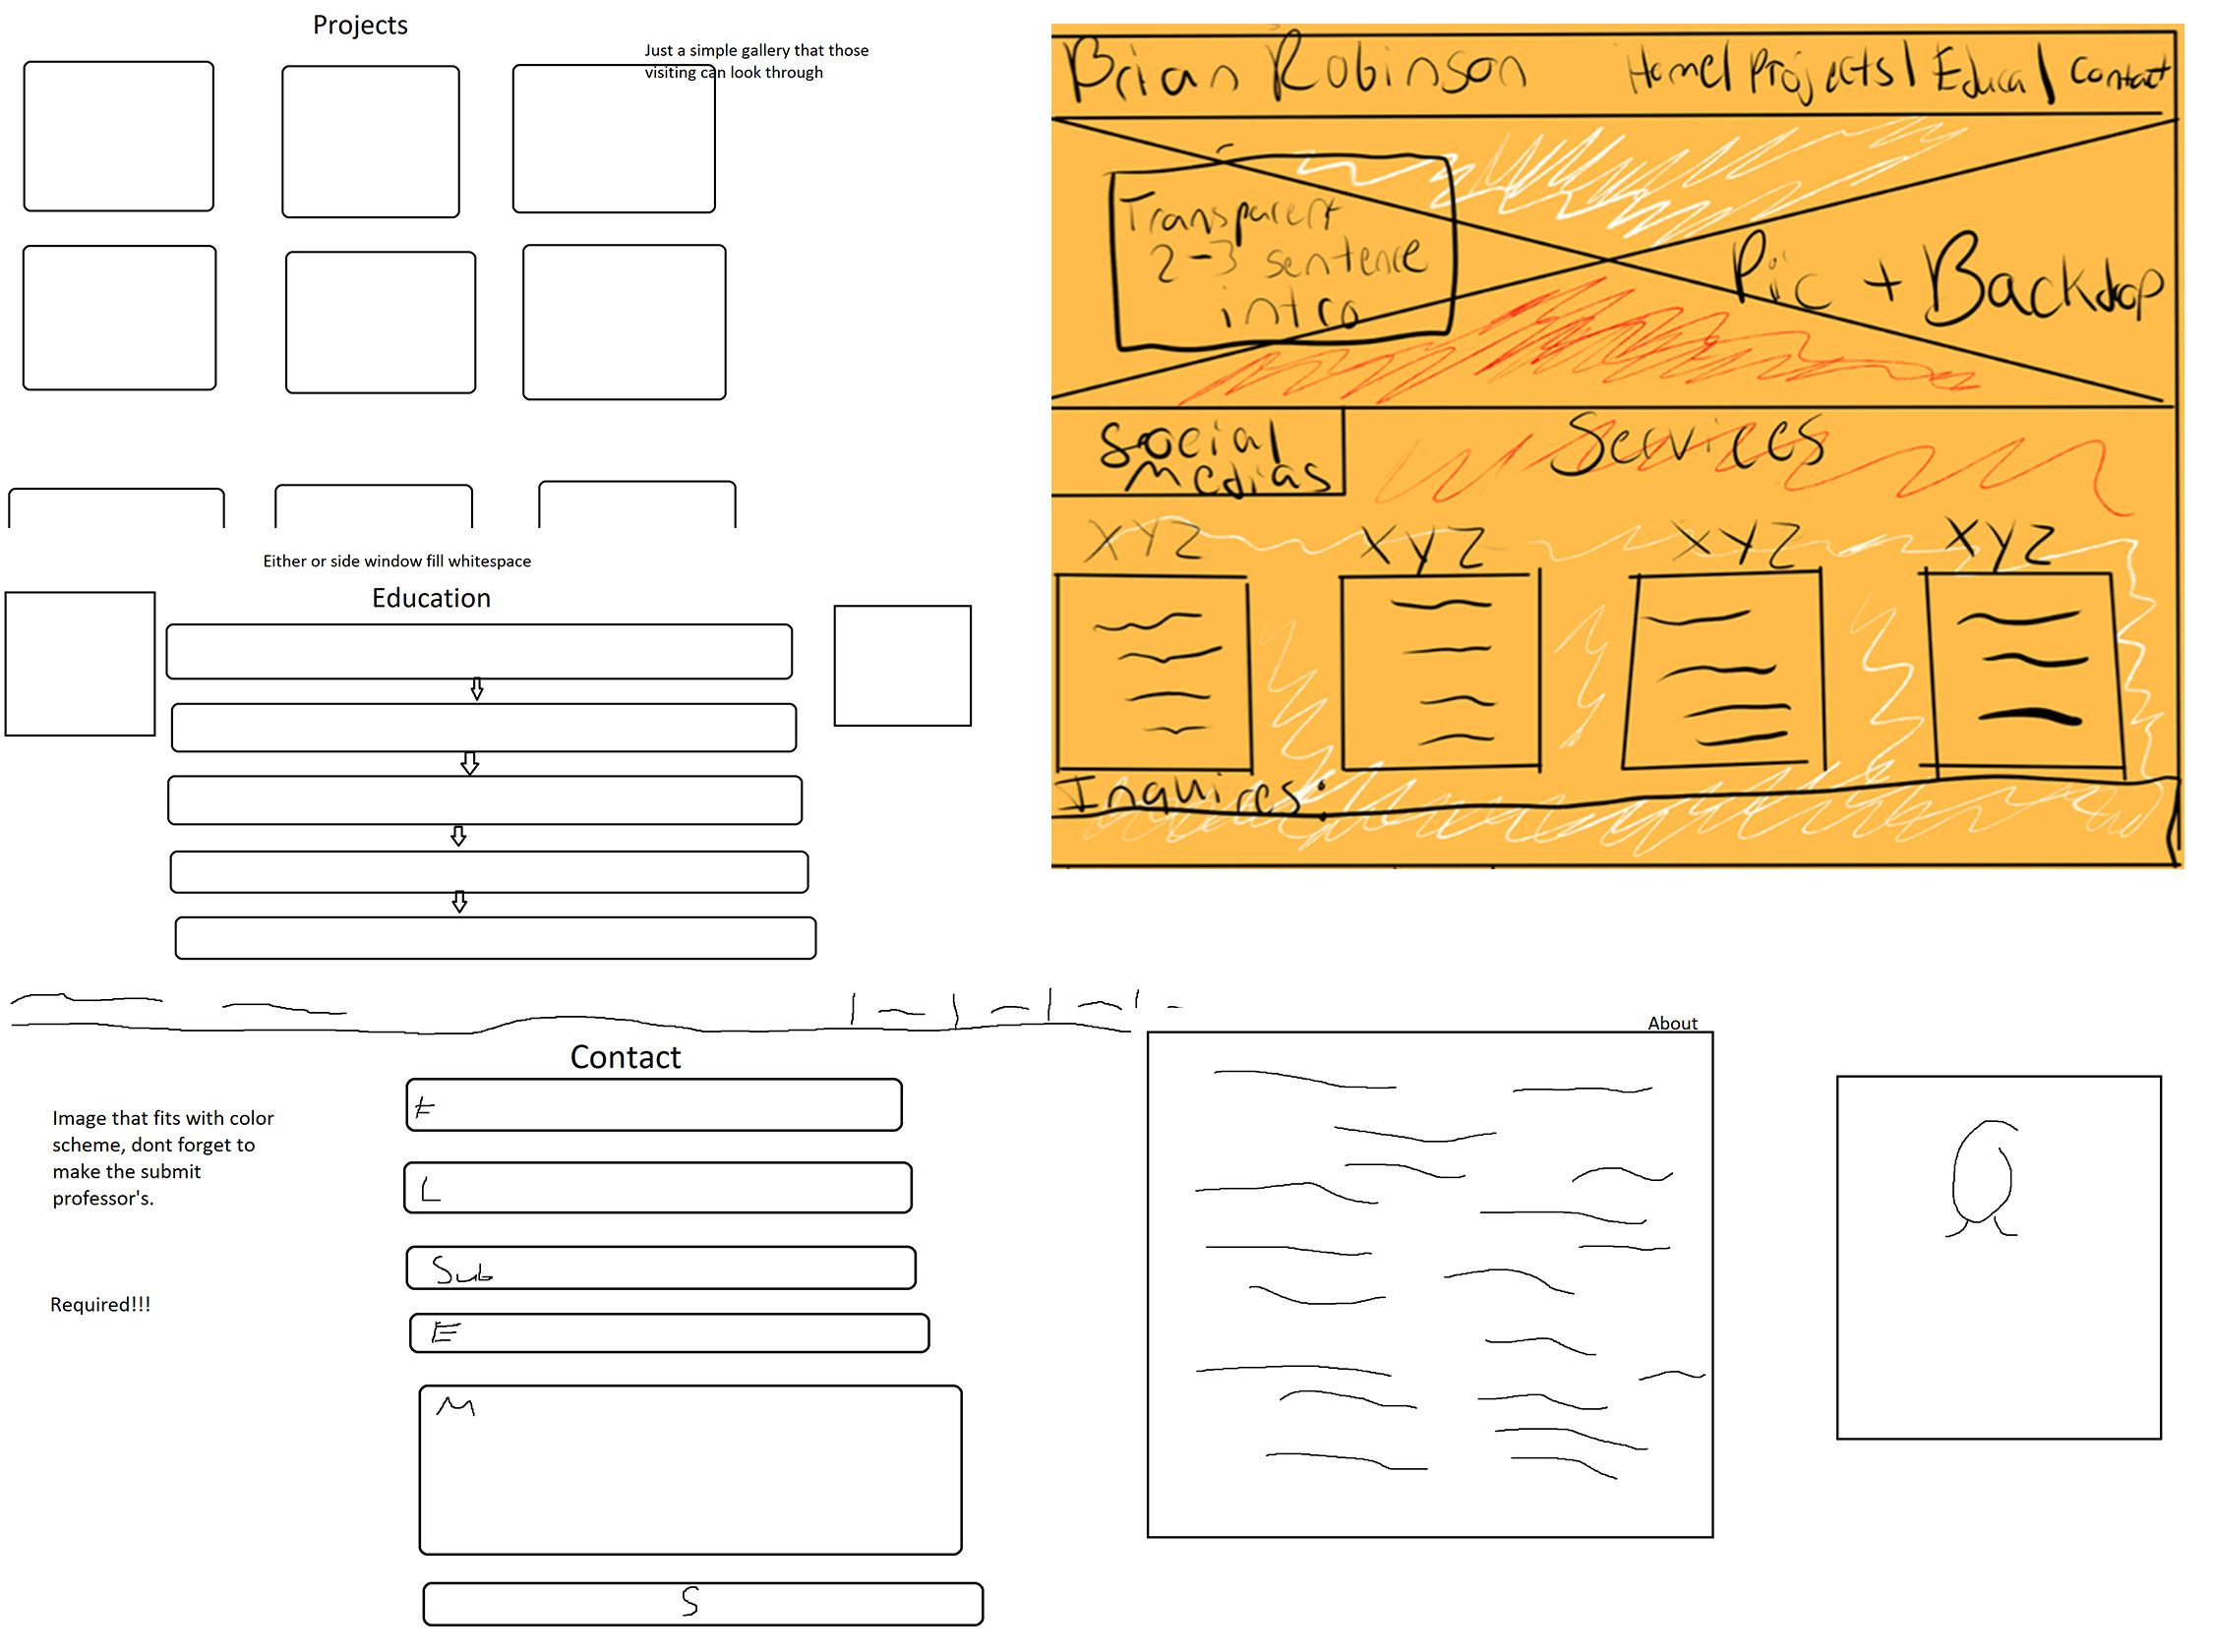 Projects
Just a simple gallery that those
visiting can look through
Either or side window fill whitespace
Education
Brian Robinson
Home| Projects| Educa| Contact
Transparent
2-3 sentence
intro
Pic + Backdop
Social
Medias
Services
XYZ XYZ XYZ XYZ
Inquires:
Contact
Image that fits with color
scheme, dont forget to
make the submit
professor's.
Required!!!
L
Sub
E
M
S
About